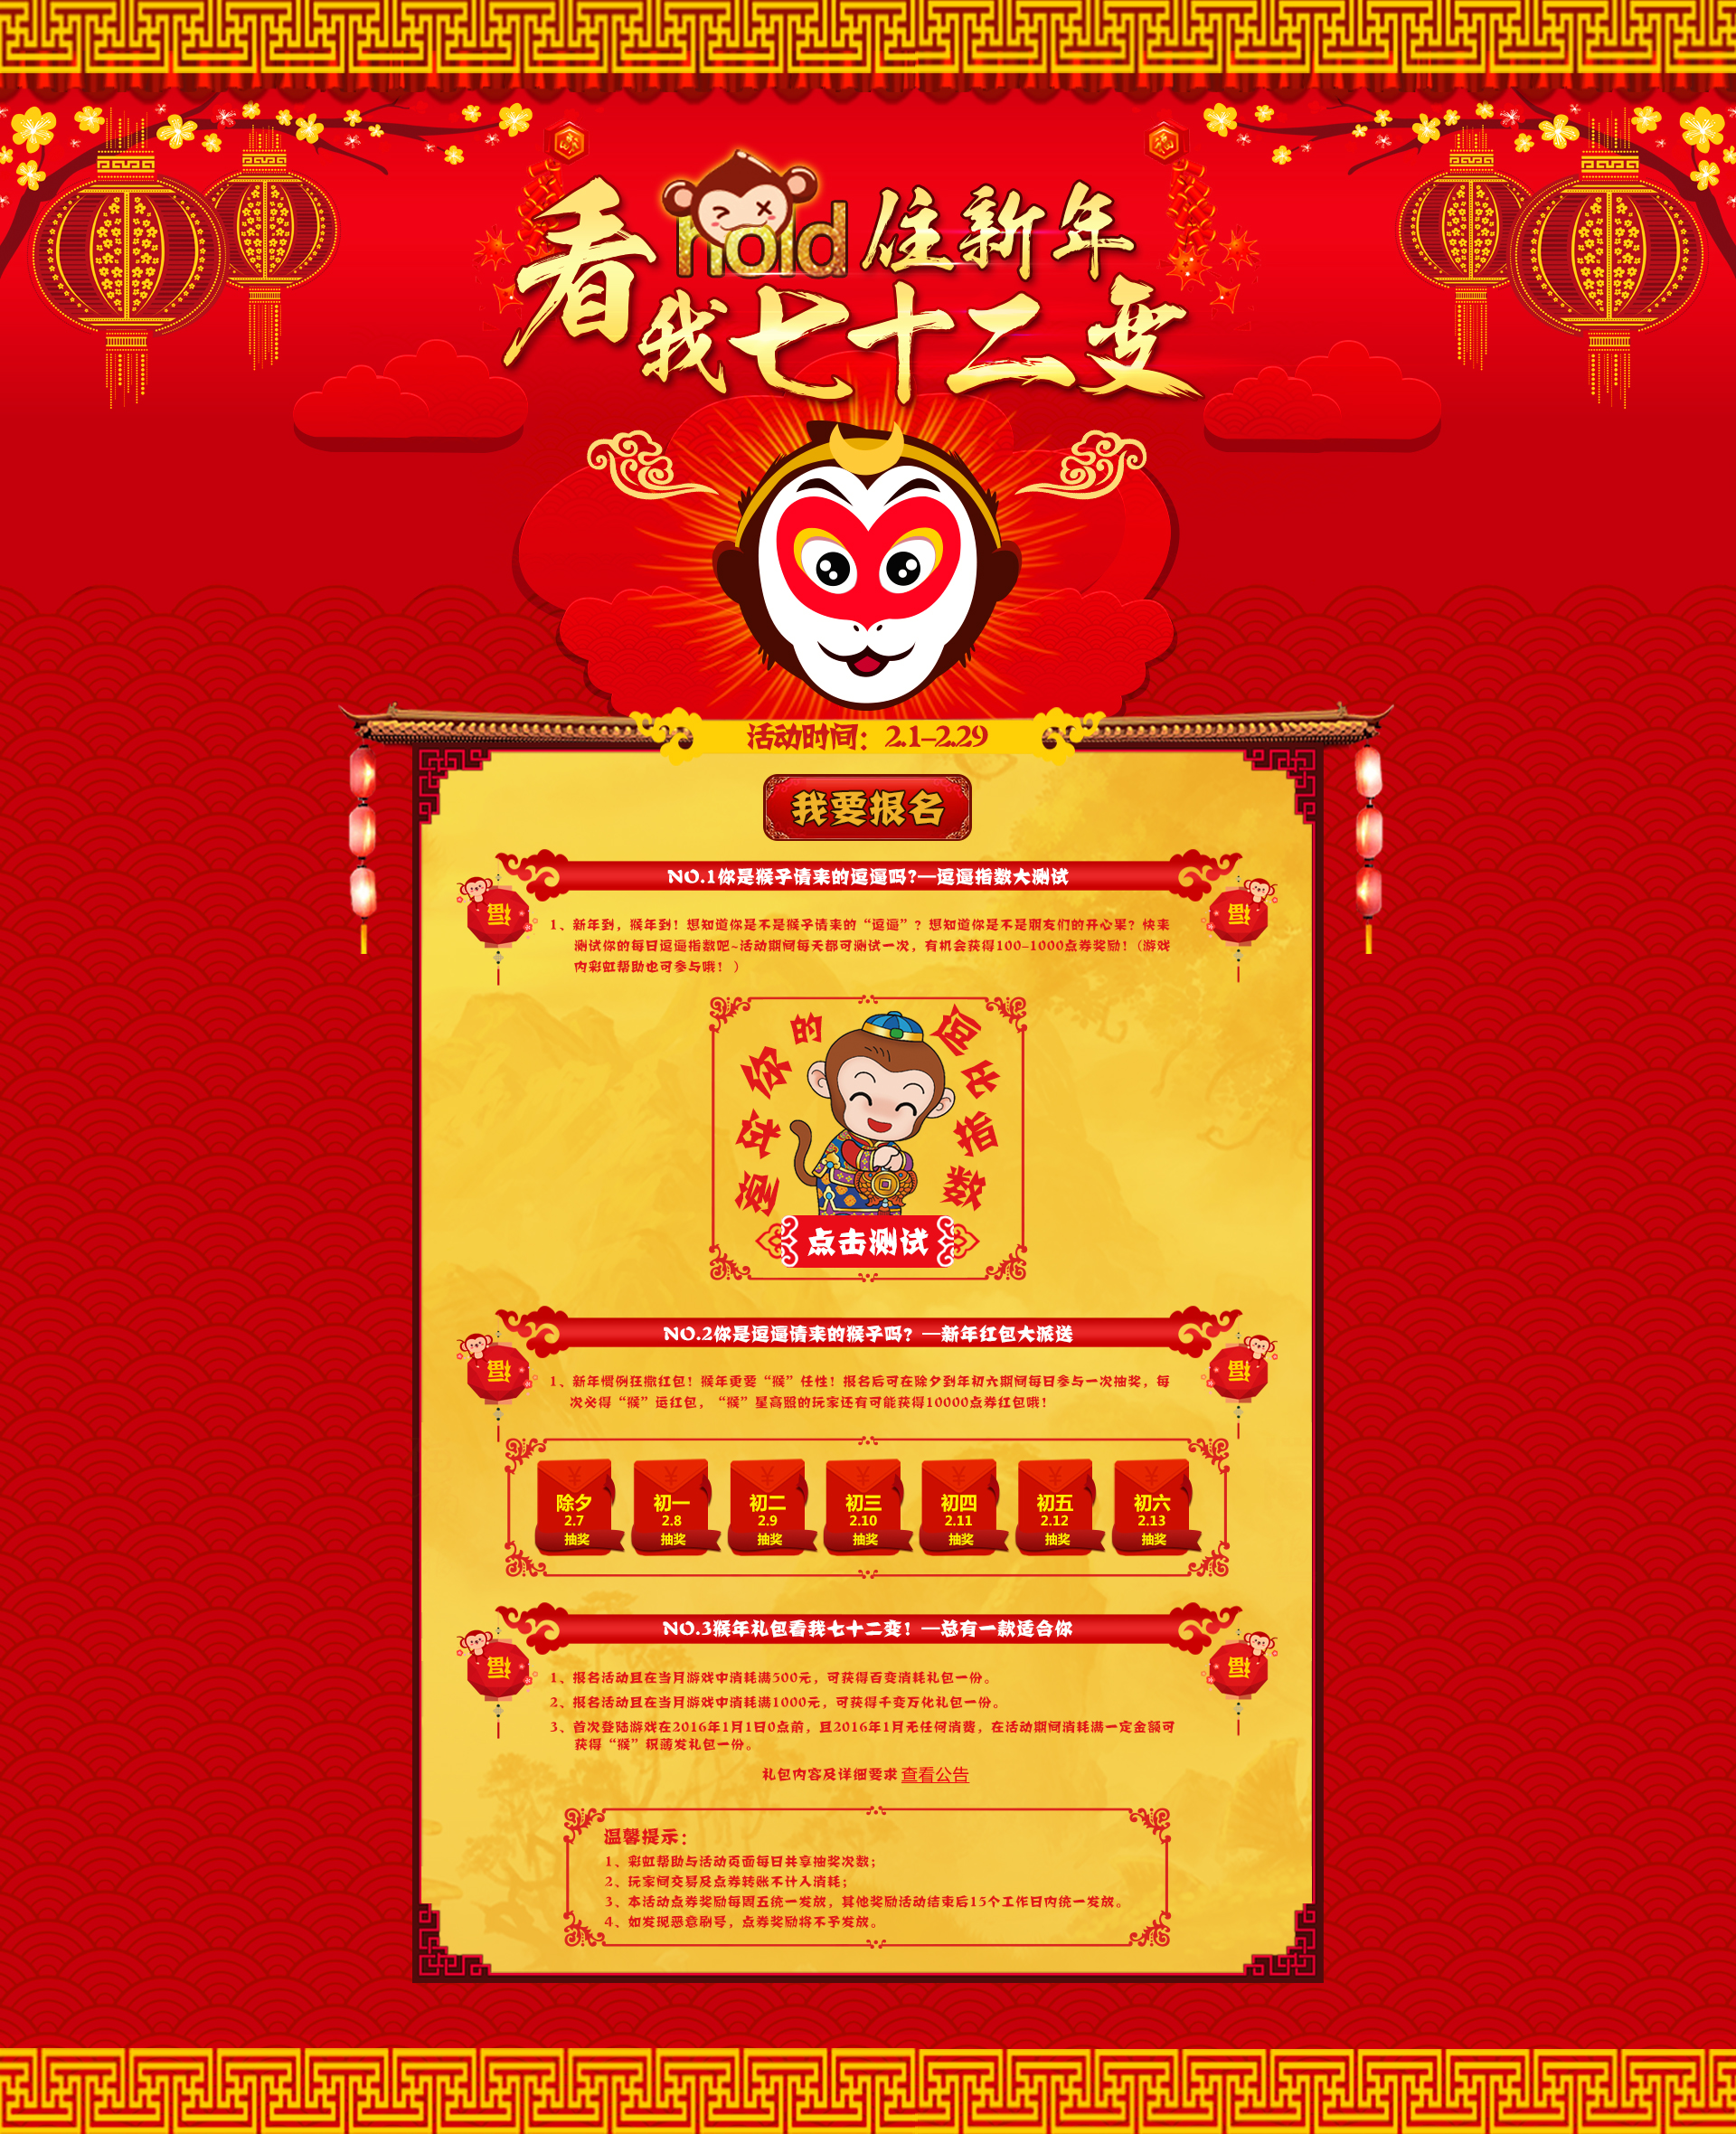 看hold住新年
我七十二变
活动时间：2.1-2.29
我要报名
NO.1你是猴子请来的逗逼吗?—逗逼指数大测试
福
福
1、新年到，猴年到！想知道你是不是猴子请来的“逗逼”？想知道你是不是朋友们的开心果？快来
测试你的每日逗逼指数吧~活动期间每天都可测试一次，有机会获得100-1000点券奖励！（游戏
内彩虹帮助也可参与哦！）
测试你的
逗比指数
点击测试
NO.2你是逗逼请来的猴子吗？—新年红包大派送
福
福
1、新年惯例狂撒红包！猴年更要“猴”任性！报名后可在除夕到年初六期间每日参与一次抽奖，每
次必得“猴”运红包，“猴”星高照的玩家还有可能获得10000点券红包哦！
除夕 初一 初二 初三 初四 初五 初六
2.7 2.8 2.9 2.10 2.11 2.12 2.13
抽奖 抽奖 抽奖 抽奖 抽奖 抽奖 抽奖
NO.3猴年礼包看我七十二变！—总有一款适合你
福
福
1、报名活动且在当月游戏中消耗满500元，可获得百变消耗礼包一份。
2、报名活动且在当月游戏中消耗满1000元，可获得千变万化礼包一份。
3、首次登陆游戏在2016年1月1日0点前，且2016年1月无任何消费，在活动期间消耗满一定金额可
获得“猴”积薄发礼包一份。
礼包内容及详细要求 查看公告
温馨提示：
1、彩虹帮助与活动页面每日共享抽奖次数；
2、玩家间交易及点券转账不计入消耗；
3、本活动点券奖励每周五统一发放，其他奖励活动结束后15个工作日内统一发放。
4、如发现恶意刷号，点券奖励将不予发放。